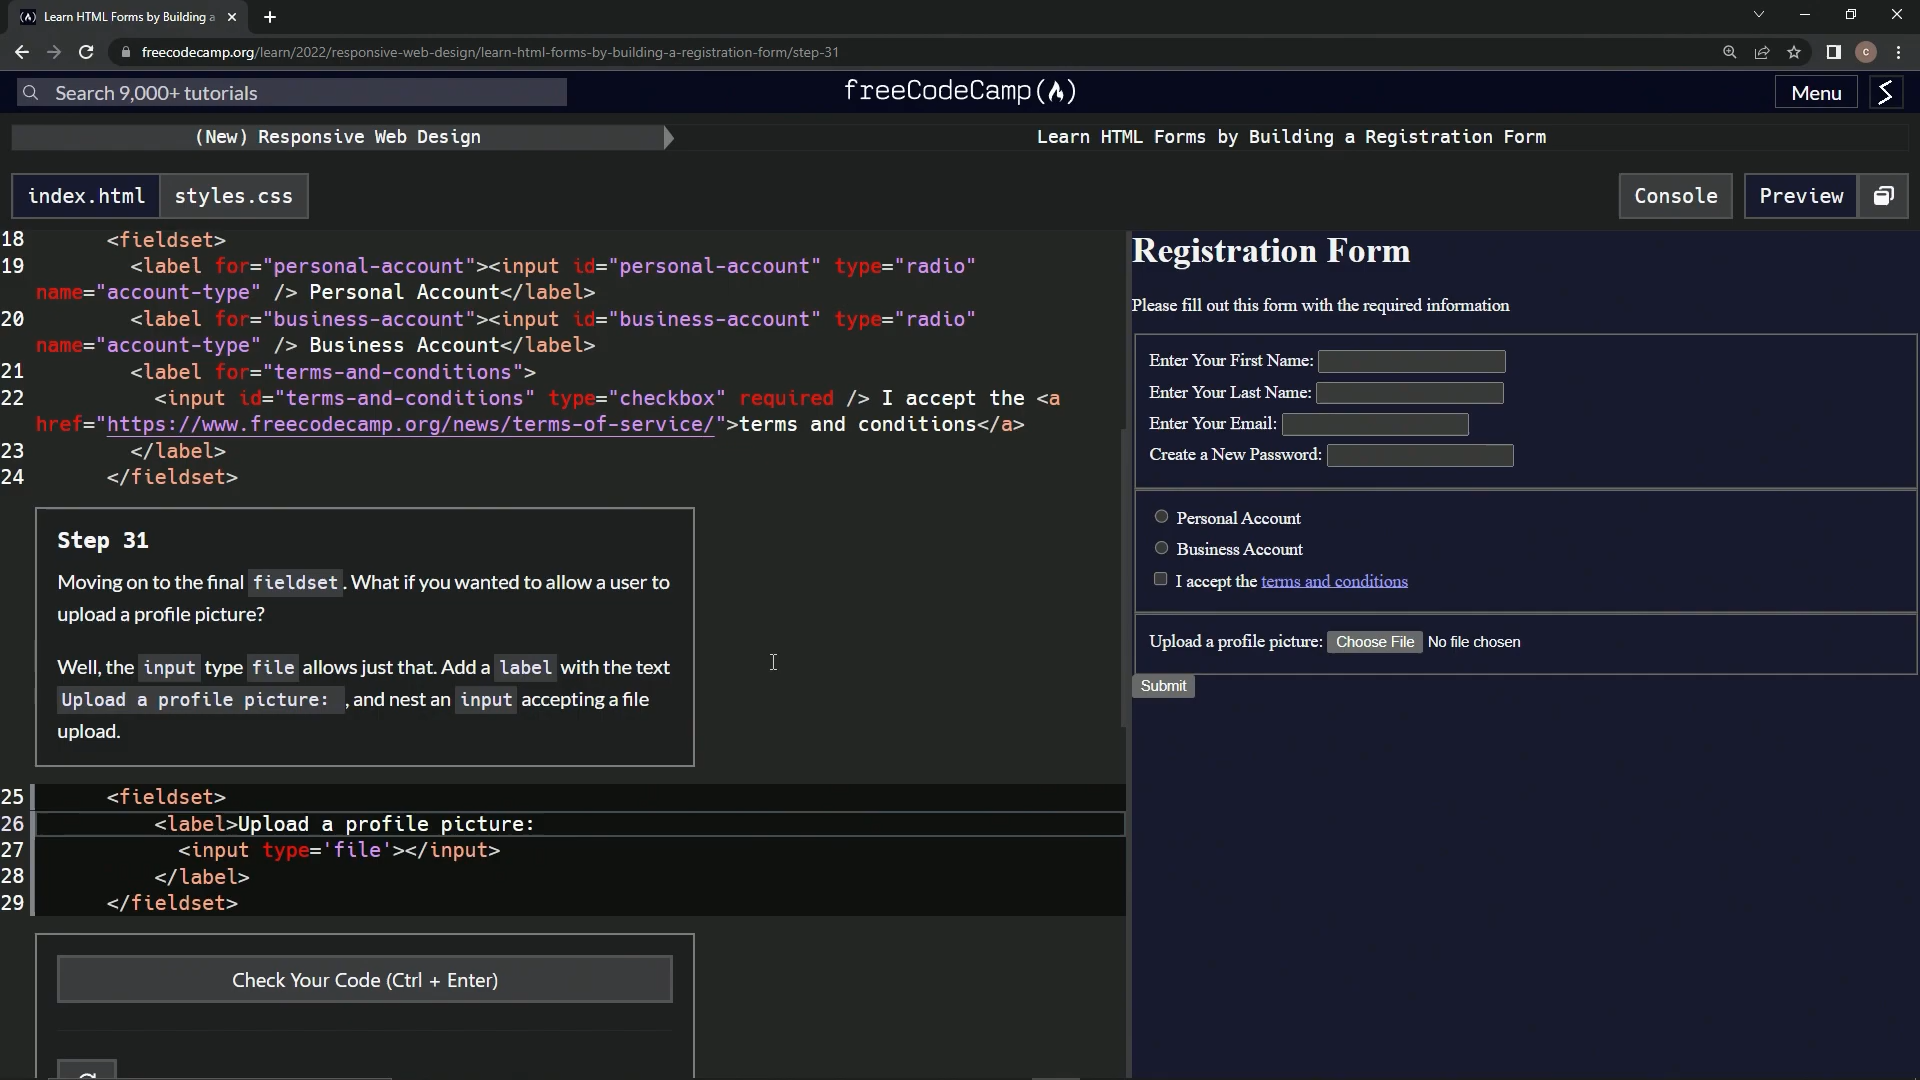 Learn HTML Forms by Building a
freecodecamp.org/learn/2022/responsive-web-design/learn-html-forms-by-building-a-registration-form/step-31
C
Search 9,000+ tutorials
freeCodeCamp
Menu
(New) Responsive Web Design
Learn HTML Forms by Building a Registration Form
index.html
styles.css
Console
Preview
18 <fieldset>
19 <label for="personal-account"><input id="personal-account" type="radio"
name="account-type" /> Personal Account</label>
20 <label for="business-account"><input id="business-account" type="radio"
name="account-type" /> Business Account</label>
21 <label for="terms-and-conditions">
22 <input id="terms-and-conditions" type="checkbox" required /> I accept the <a
href="https://www.freecodecamp.org/news/terms-of-service/">terms and conditions</a>
23 </label>
24 </fieldset>
Step 31
Moving on to the final fieldset. What if you wanted to allow a user to
upload a profile picture?
Well, the input type file allows just that. Add a label with the text
Upload a profile picture: , and nest an input accepting a file
upload.
25 <fieldset>
26 <label>Upload a profile picture:
27 <input type='file'></input>
28 </label>
29 </fieldset>
Check Your Code (Ctrl + Enter)
Registration Form
Please fill out this form with the required information
Enter Your First Name:
Enter Your Last Name:
Enter Your Email:
Create a New Password:
Personal Account
Business Account
I accept the terms and conditions
Upload a profile picture: Choose File No file chosen
Submit